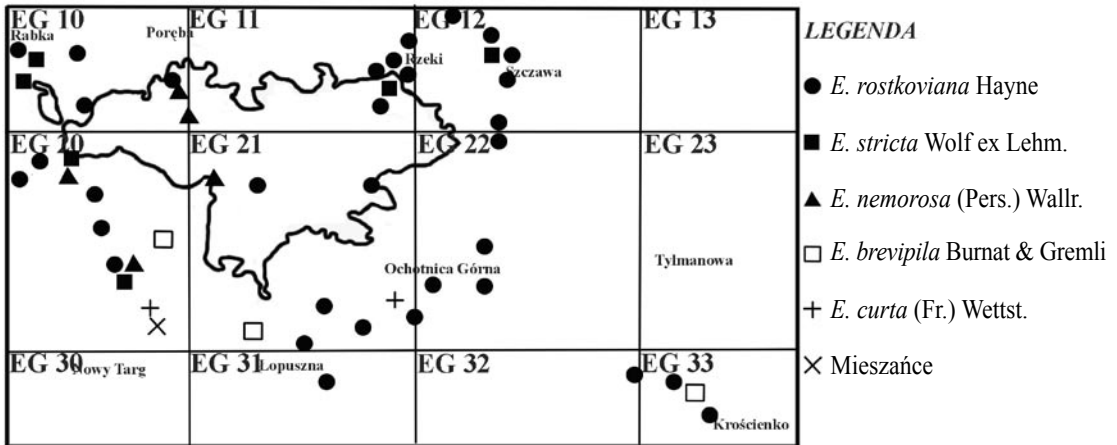 EG 10 EG 11 EG 12 EG 13
Rabka Poręba Rzeki Szczawa
EG 20 EG 21 EG 22 EG 23
Ochotnica Górna Tylmanowa
EG 30 EG 31 EG 32 EG 33
Nowy Targ Łopuszna
Krościenko
LEGENDA
E. rostkoviana Hayne
E. stricta Wolf ex Lehm.
E. nemorosa (Pers.) Wallr.
E. brevipila Burnat & Gremli
E. curta (Fr.) Wettst.
Mieszańce